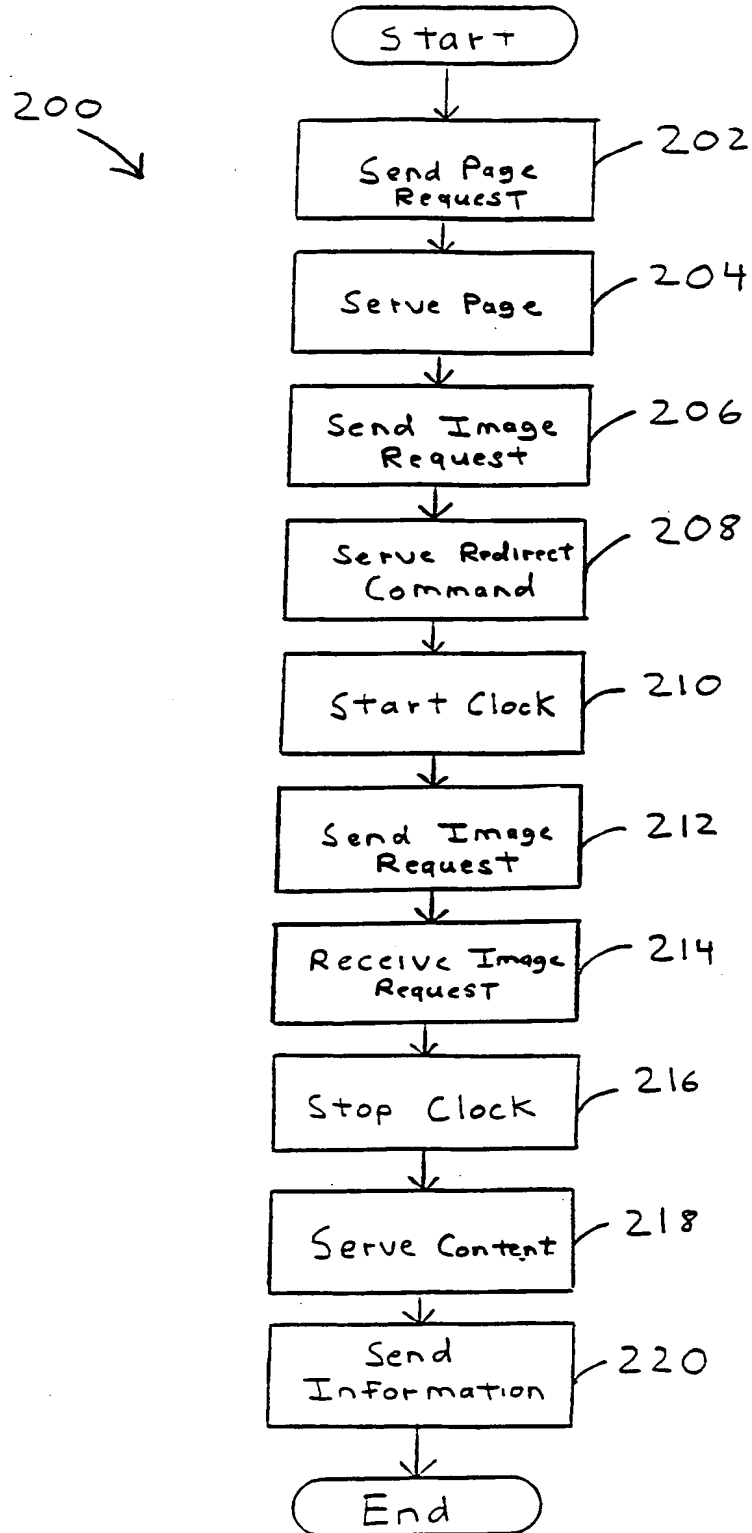 Start
200
202
Send Page
Request
204
Serve Page
206
Send Image
Request
208
Serve Redirect
Command
210
Start Clock
212
Send Image
Request
214
Receive Image
Request
216
Stop Clock
218
Serve Content
220
Send
Information
End